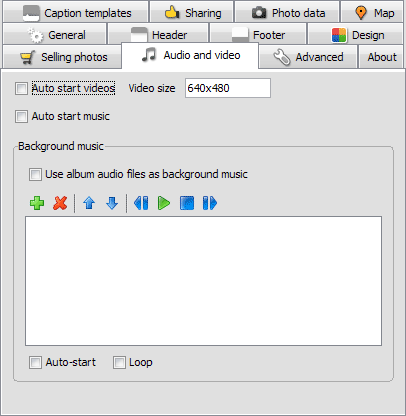 Caption templates Sharing Photo data Map
General Header Footer Design
Selling photos Audio and video Advanced About
Auto start videos Video size 640x480
Auto start music
Background music
Use album audio files as background music
Auto-start Loop